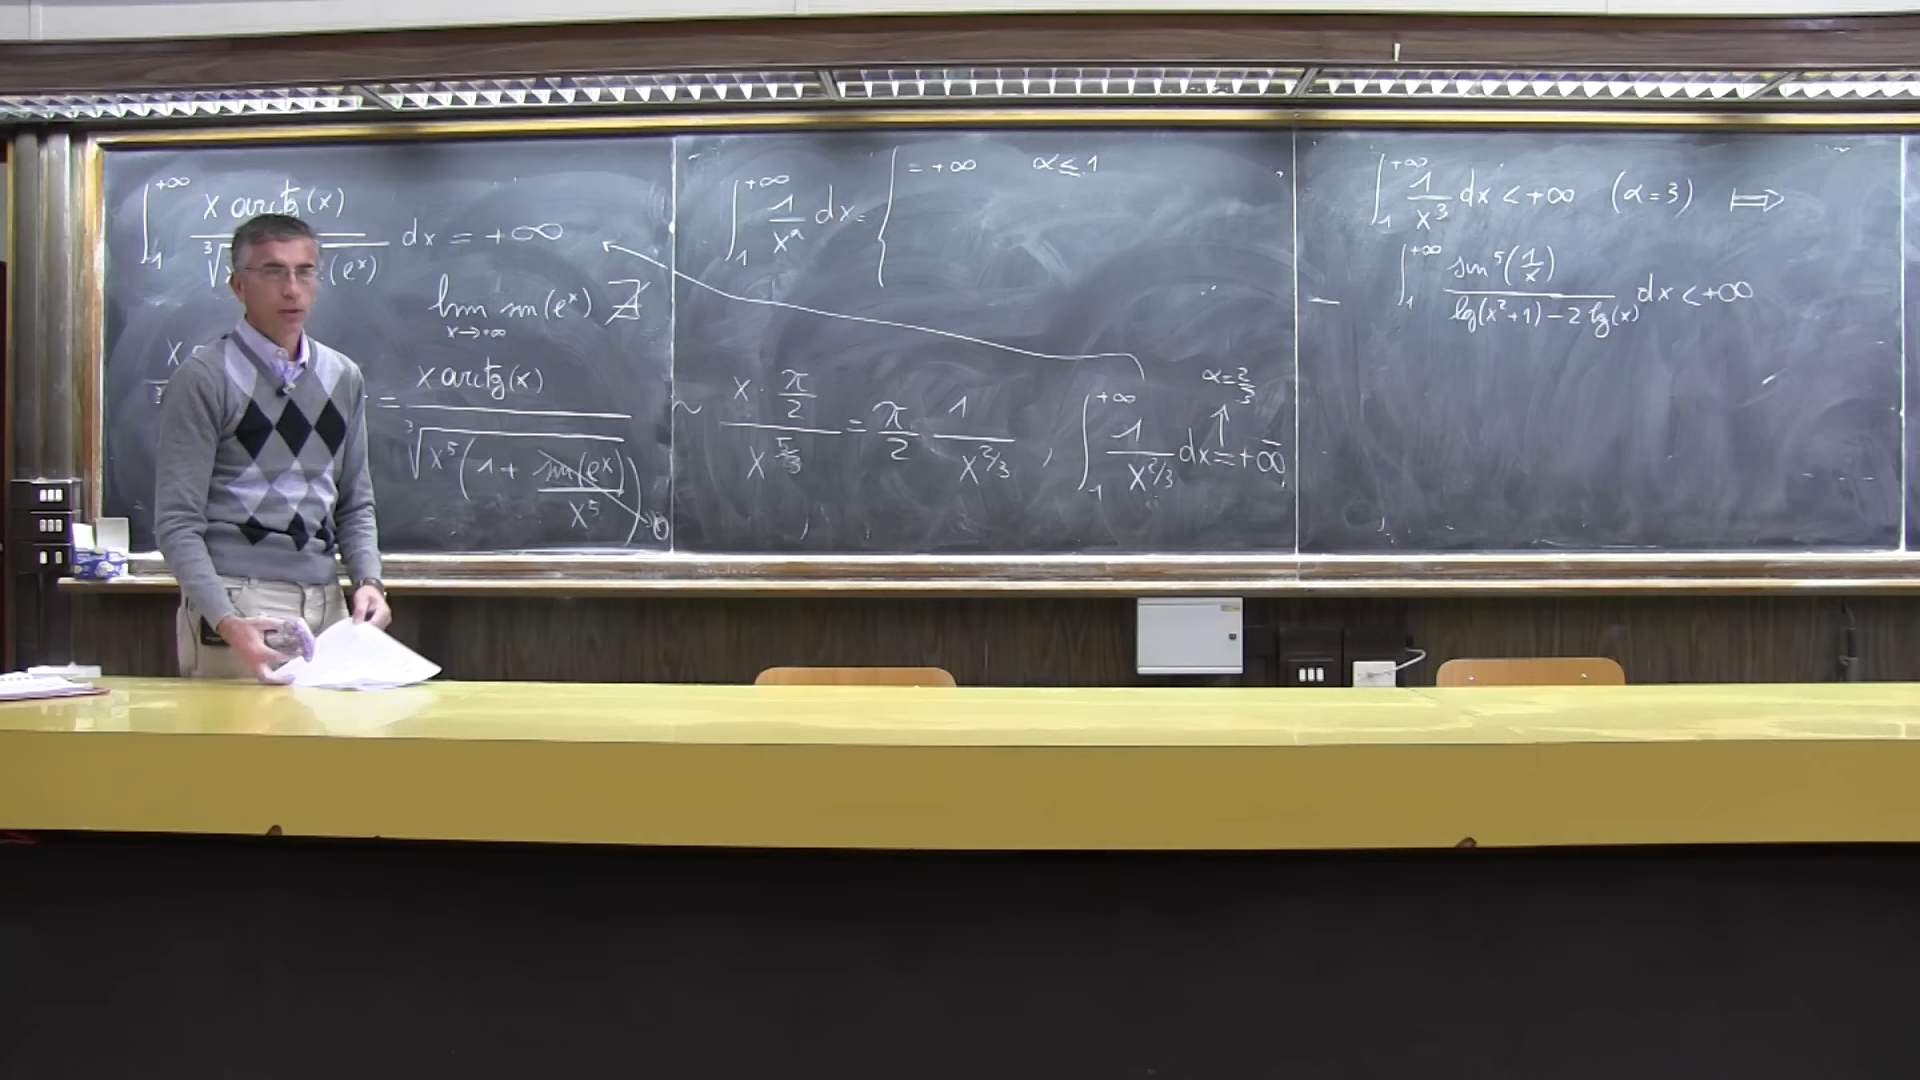 ∫₁^{+∞} x arctg(x) / ∛ (eˣ) dx = +∞
lim_{x→+∞} sin(eˣ) ∄
= x arctg(x) / ∛(x⁵(1 + sin(eˣ)/x⁵)) → 0
∫₁^{+∞} 1/xᵅ dx = { = +∞ α ≤ 1
~ (x · π/2) / x^{5/3} = π/2 · 1/x^{2/3} , ∫₁^{+∞} 1/x^{2/3} dx = +∞
α = 2/3
∫₁^{+∞} 1/x³ dx < +∞ (α=3) ⟹
∫₁^{+∞} sin⁵(1/x) / (lg(x²+1) − 2 lg(x)) dx < +∞